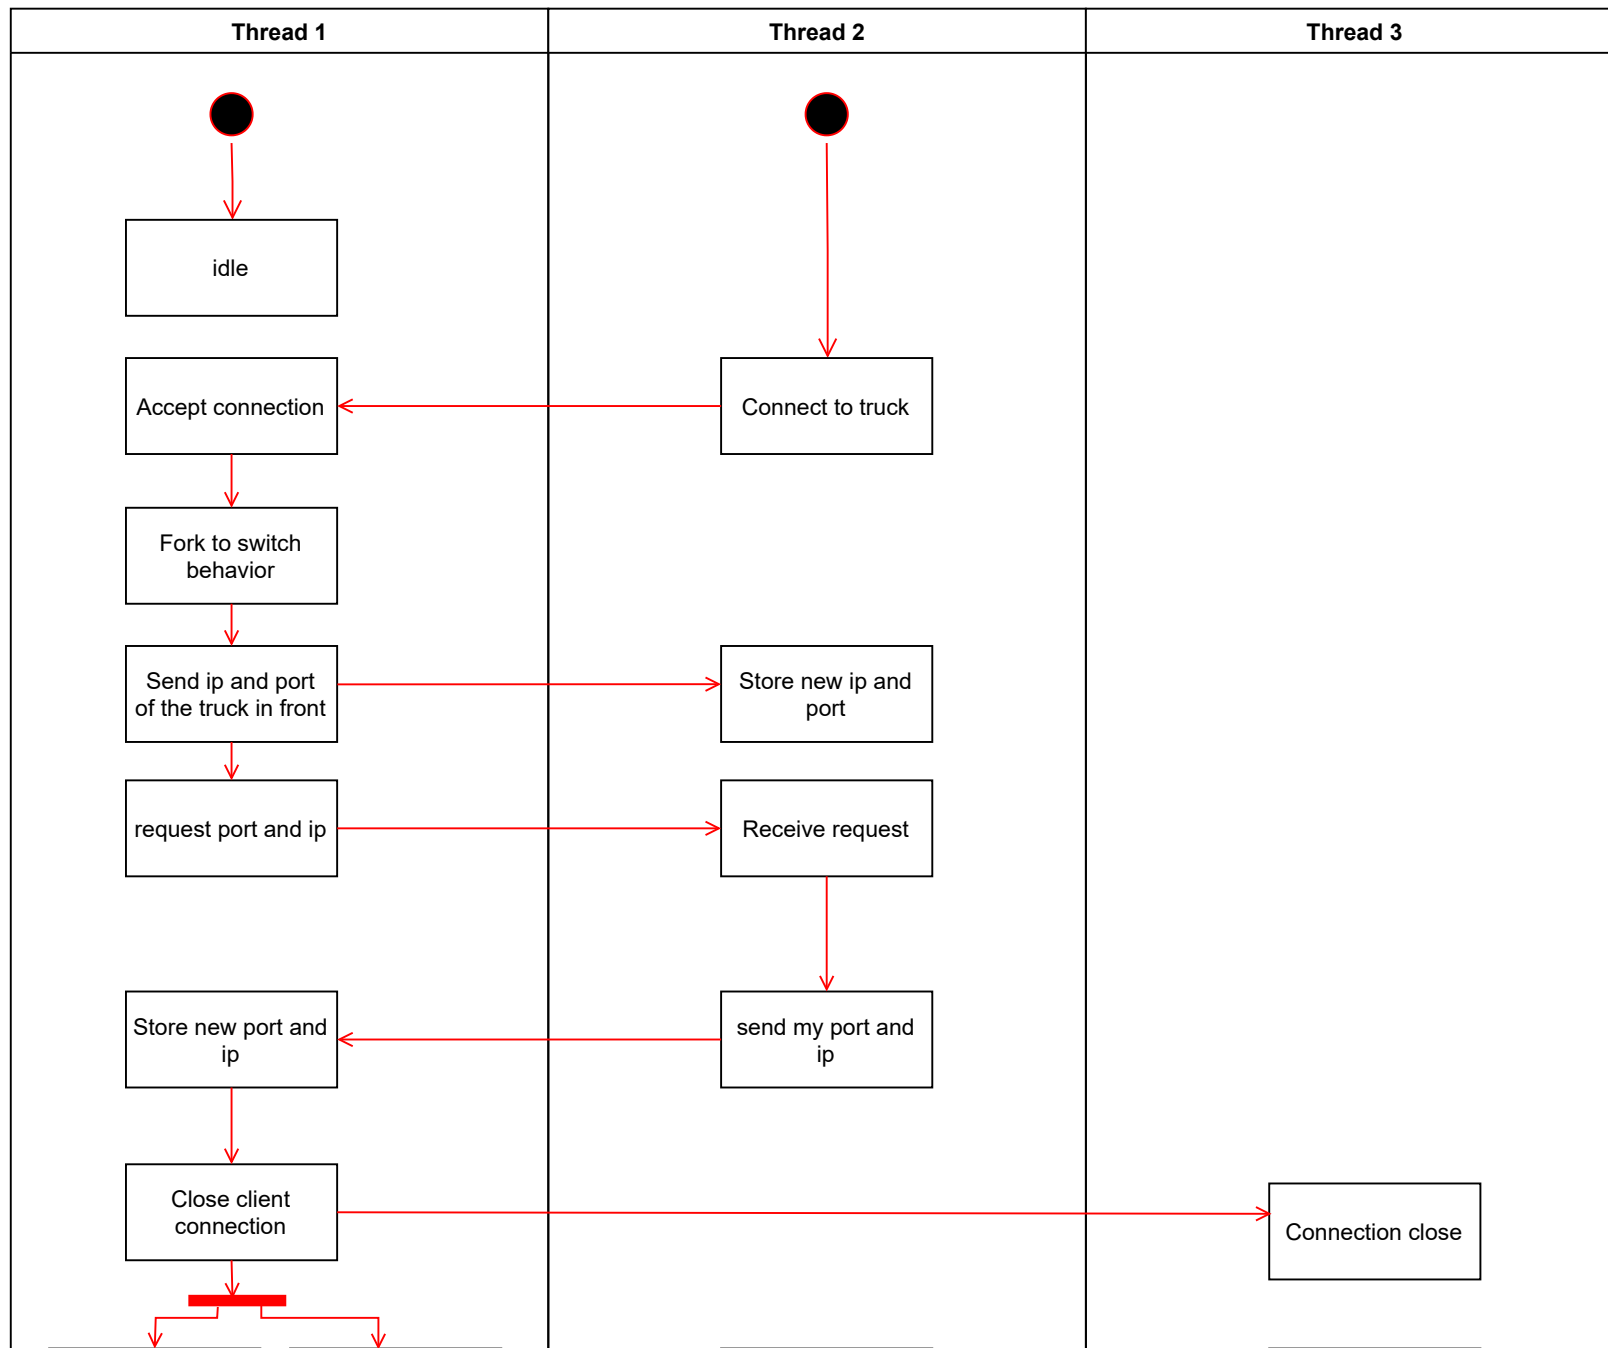 Thread 1
Thread 2
Thread 3
idle
Accept connection
Connect to truck
Fork to switch
behavior
Send ip and port
of the truck in front
Store new ip and
port
request port and ip
Receive request
Store new port and
ip
send my port and
ip
Close client
connection
Connection close